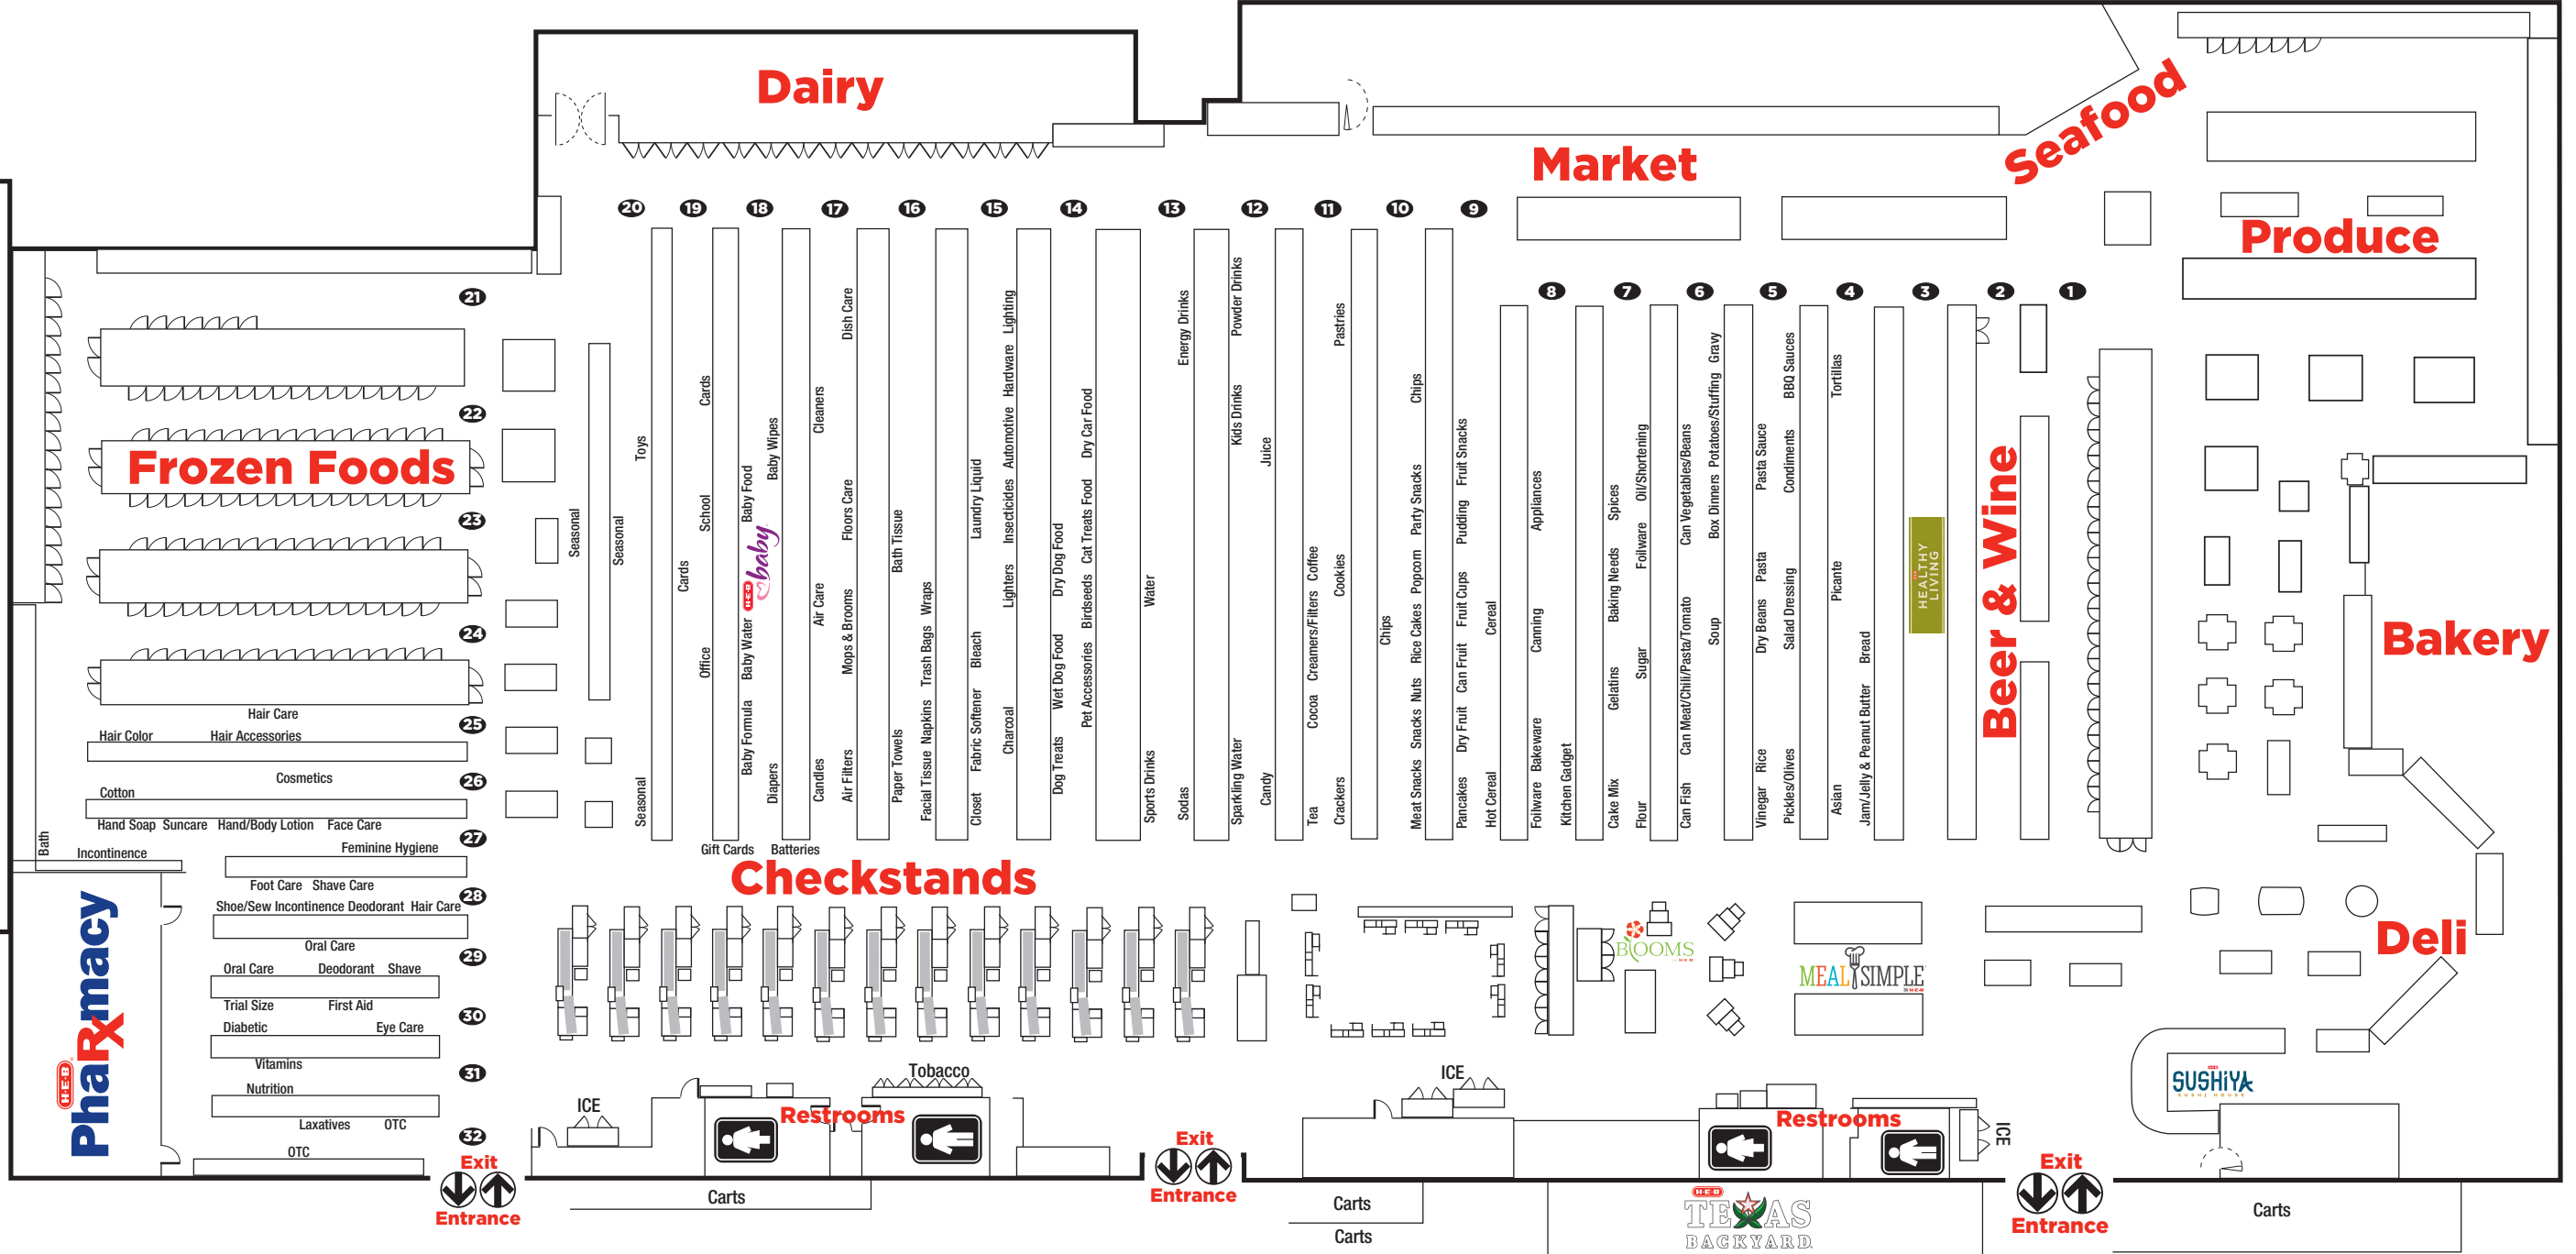 Dairy
Market
Seafood
Produce
20
19
18
17
16
15
14
13
12
11
10
9
8
7
6
5
4
3
2
1
21
22
23
24
25
26
27
28
29
30
31
32
Frozen Foods
Seasonal
Seasonal
Toys
Seasonal
Cards
Cards
School
Office
Baby Food
H-E-B baby
Baby Water
Baby Formula
Baby Wipes
Diapers
Cleaners
Air Care
Candles
Dish Care
Floors Care
Mops & Brooms
Air Filters
Bath Tissue
Paper Towels
Facial Tissue Napkins Trash Bags Wraps
Laundry Liquid
Bleach
Fabric Softener
Closet
Lighters Insecticides Automotive Hardware Lighting
Charcoal
Dry Dog Food
Wet Dog Food
Dog Treats
Pet Accessories Birdseeds Cat Treats Food Dry Car Food
Water
Sports Drinks
Energy Drinks
Sodas
Powder Drinks
Kids Drinks
Sparkling Water
Juice
Candy
Tea Cocoa Creamers/Filters Coffee
Pastries
Cookies
Crackers
Chips
Chips
Meat Snacks Snacks Nuts Rice Cakes Popcorn Party Snacks
Pancakes Dry Fruit Can Fruit Fruit Cups Pudding Fruit Snacks
Cereal
Hot Cereal
Appliances
Canning
Foilware Bakeware
Kitchen Gadget
Spices
Baking Needs
Gelatins
Cake Mix
Oil/Shortening
Foilware
Sugar
Flour
Can Vegetables/Beans
Can Meat/Chili/Pasta/Tomato
Can Fish
Box Dinners Potatoes/Stuffing Gravy
Soup
Pasta Sauce
Dry Beans Pasta
Vinegar Rice
BBQ Sauces
Condiments
Salad Dressing
Pickles/Olives
Tortillas
Picante
Asian
Bread
Jam/Jelly & Peanut Butter
HEALTHY
LIVING
Beer & Wine
Bakery
Hair Care
Hair Color
Hair Accessories
Cosmetics
Cotton
Hand Soap Suncare Hand/Body Lotion Face Care
Bath
Incontinence
Feminine Hygiene
Foot Care Shave Care
Shoe/Sew Incontinence Deodorant Hair Care
Oral Care
Oral Care
Deodorant Shave
Trial Size
First Aid
Diabetic
Eye Care
Vitamins
Nutrition
Laxatives
OTC
OTC
H-E-B PhaRxmacy
Gift Cards
Batteries
Checkstands
BLOOMS
H-E-B
MEAL SIMPLE
by H-E-B
Deli
SUSHiYA
SUSHI HOUSE
ICE
Tobacco
Restrooms
ICE
Restrooms
ICE
Exit
Entrance
Exit
Entrance
Exit
Entrance
Carts
Carts
Carts
Carts
H-E-B
TEXAS
BACKYARD